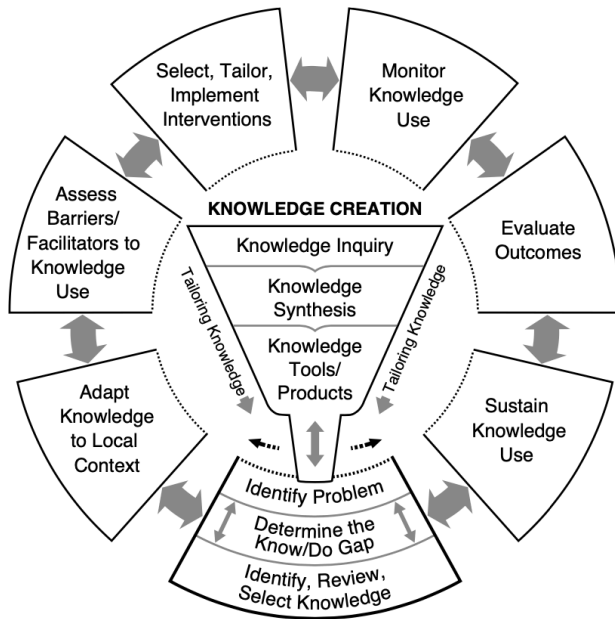 Select, Tailor,
Implement
Interventions
Monitor
Knowledge
Use
Assess
Barriers/
Facilitators to
Knowledge
Use
KNOWLEDGE CREATION
Knowledge Inquiry
Knowledge
Synthesis
Knowledge
Tools/
Products
Tailoring Knowledge
Tailoring Knowledge
Evaluate
Outcomes
Adapt
Knowledge
to Local
Context
Sustain
Knowledge
Use
Identify Problem
Determine the
Know/Do Gap
Identify, Review,
Select Knowledge